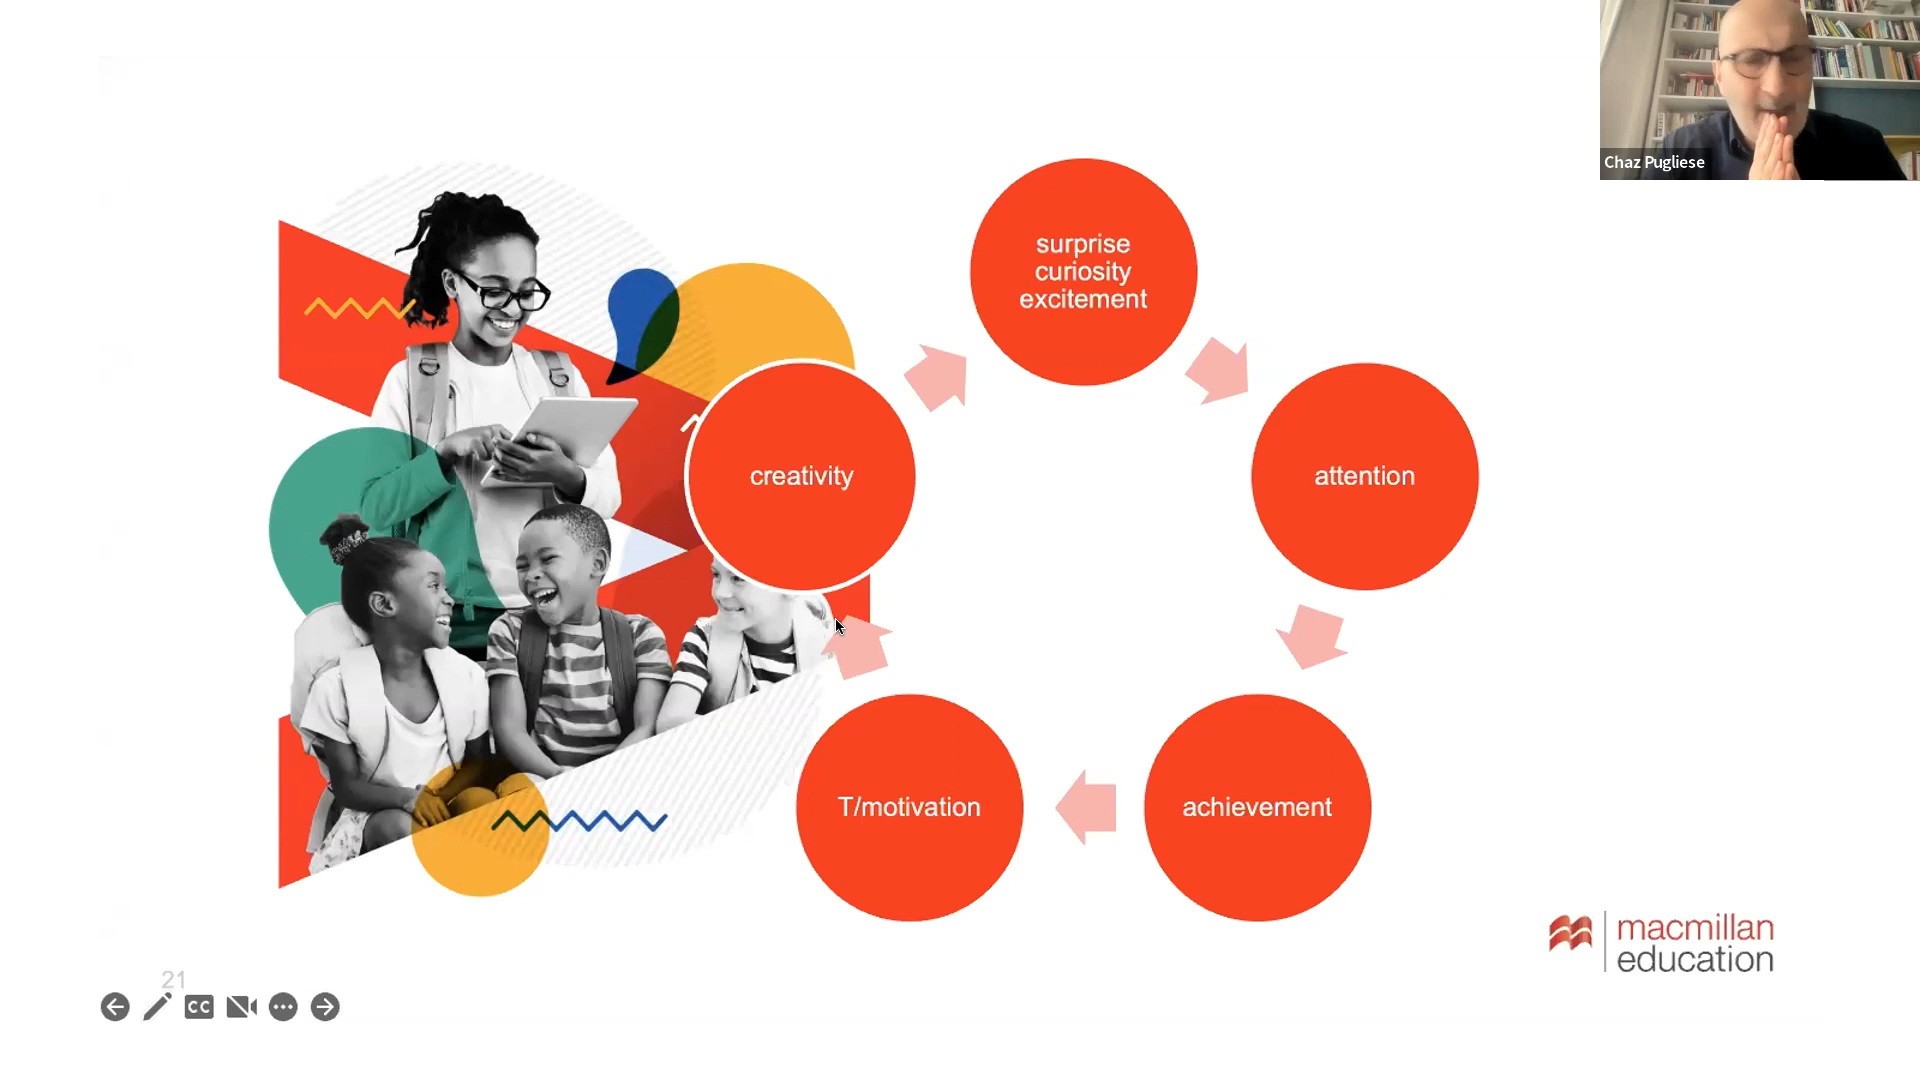 Chaz Pugliese
surprise
curiosity
excitement
creativity
attention
T/motivation
achievement
macmillan
education
21
CC